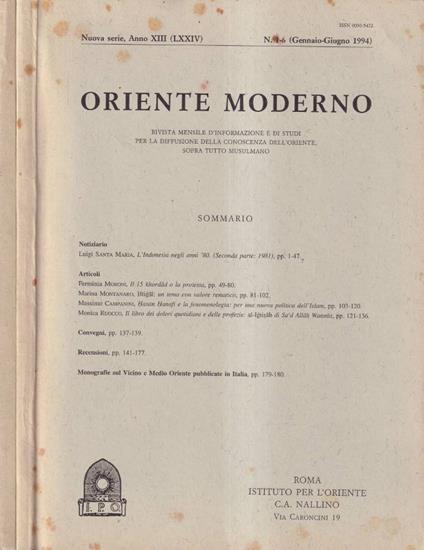 ISSN 0030-5472
Nuova serie, Anno XIII (LXXIV) N. 1-6 (Gennaio-Giugno 1994)
ORIENTE MODERNO
RIVISTA MENSILE D'INFORMAZIONE E DI STUDI
PER LA DIFFUSIONE DELLA CONOSCENZA DELL'ORIENTE,
SOPRA TUTTO MUSULMANO
SOMMARIO
Notiziario
Luigi SANTA MARIA, L'Indonesia negli anni '80. (Seconda parte: 1981), pp. 1-47.
Articoli
Ferminia MORONI, Il 15 Khordâd o la protesta, pp. 49-80.
Marina MONTANARO, un tema con valore tematico, pp. 81-102.
Massimo CAMPANINI, Hasan Hanafi e la fenomenologia: per una nuova politica dell'Islam, pp. 103-120.
Monica RUOCCO, Il libro dei dolori quotidiani e delle profezie: al-Iġtiṣāb di Sa'd Allāh Wannūs, pp. 121-136.
Convegni, pp. 137-139.
Recensioni, pp. 141-177.
Monografie sul Vicino e Medio Oriente pubblicate in Italia, pp. 179-180.
I.P.O.
ROMA
ISTITUTO PER L'ORIENTE
C.A. NALLINO
VIA CARONCINI 19